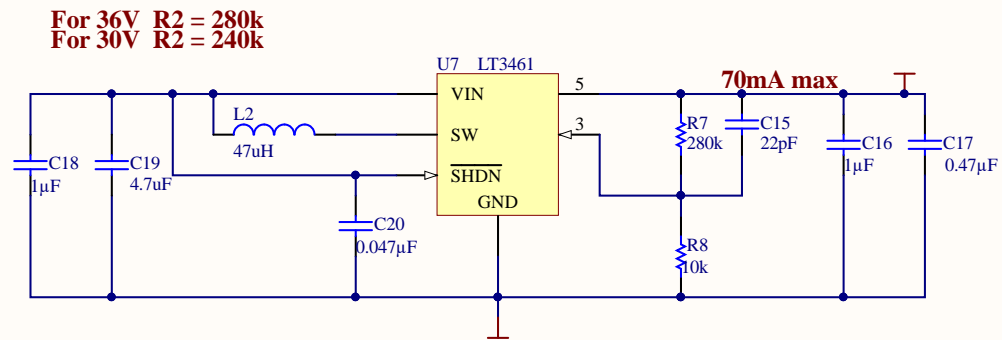 For 36V R2 = 280k
For 30V R2 = 240k
U7 LT3461
VIN
5
70mA max
L2
SW
3
R7
280k
C15
22pF
47uH
C18
1µF
C19
4.7uF
SHDN
C16
1µF
C17
0.47µF
GND
C20
0.047µF
R8
10k